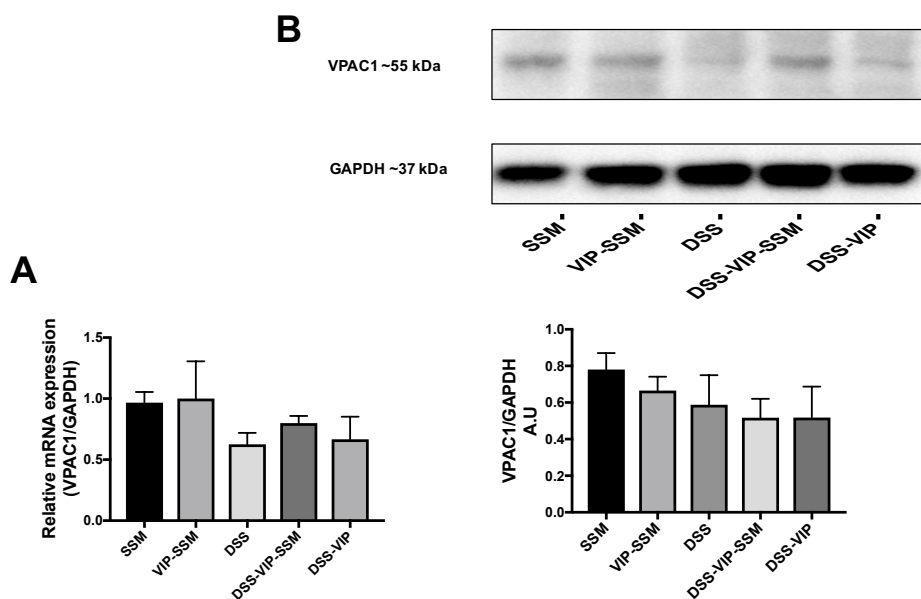 B
VPAC1 ~55 kDa
GAPDH ~37 kDa
SSM
VIP-SSM
DSS
DSS-VIP-SSM
DSS-VIP
A
Relative mRNA expression
(VPAC1/GAPDH)
1.5
1.0
0.5
0.0
SSM
VIP-SSM
DSS
DSS-VIP-SSM
DSS-VIP
VPAC1/GAPDH
A.U
1.0
0.8
0.6
0.4
0.2
0.0
SSM
VIP-SSM
DSS
DSS-VIP-SSM
DSS-VIP